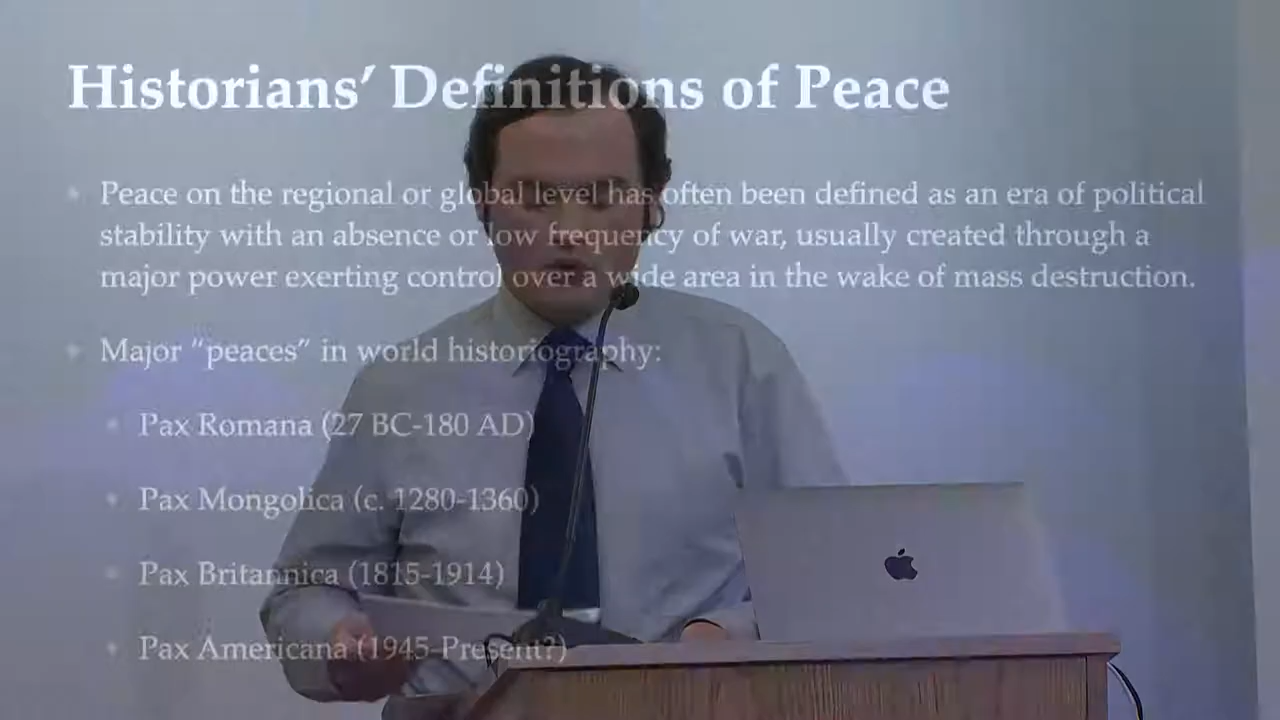 Historians’ Definitions of Peace
Peace on the regional or global level has often been defined as an era of political
stability with an absence or low frequency of war, usually created through a
major power exerting control over a wide area in the wake of mass destruction.
Major “peaces” in world historiography:
Pax Romana (27 BC-180 AD)
Pax Mongolica (c. 1280-1360)
Pax Britannica (1815-1914)
Pax Americana (1945-Present?)